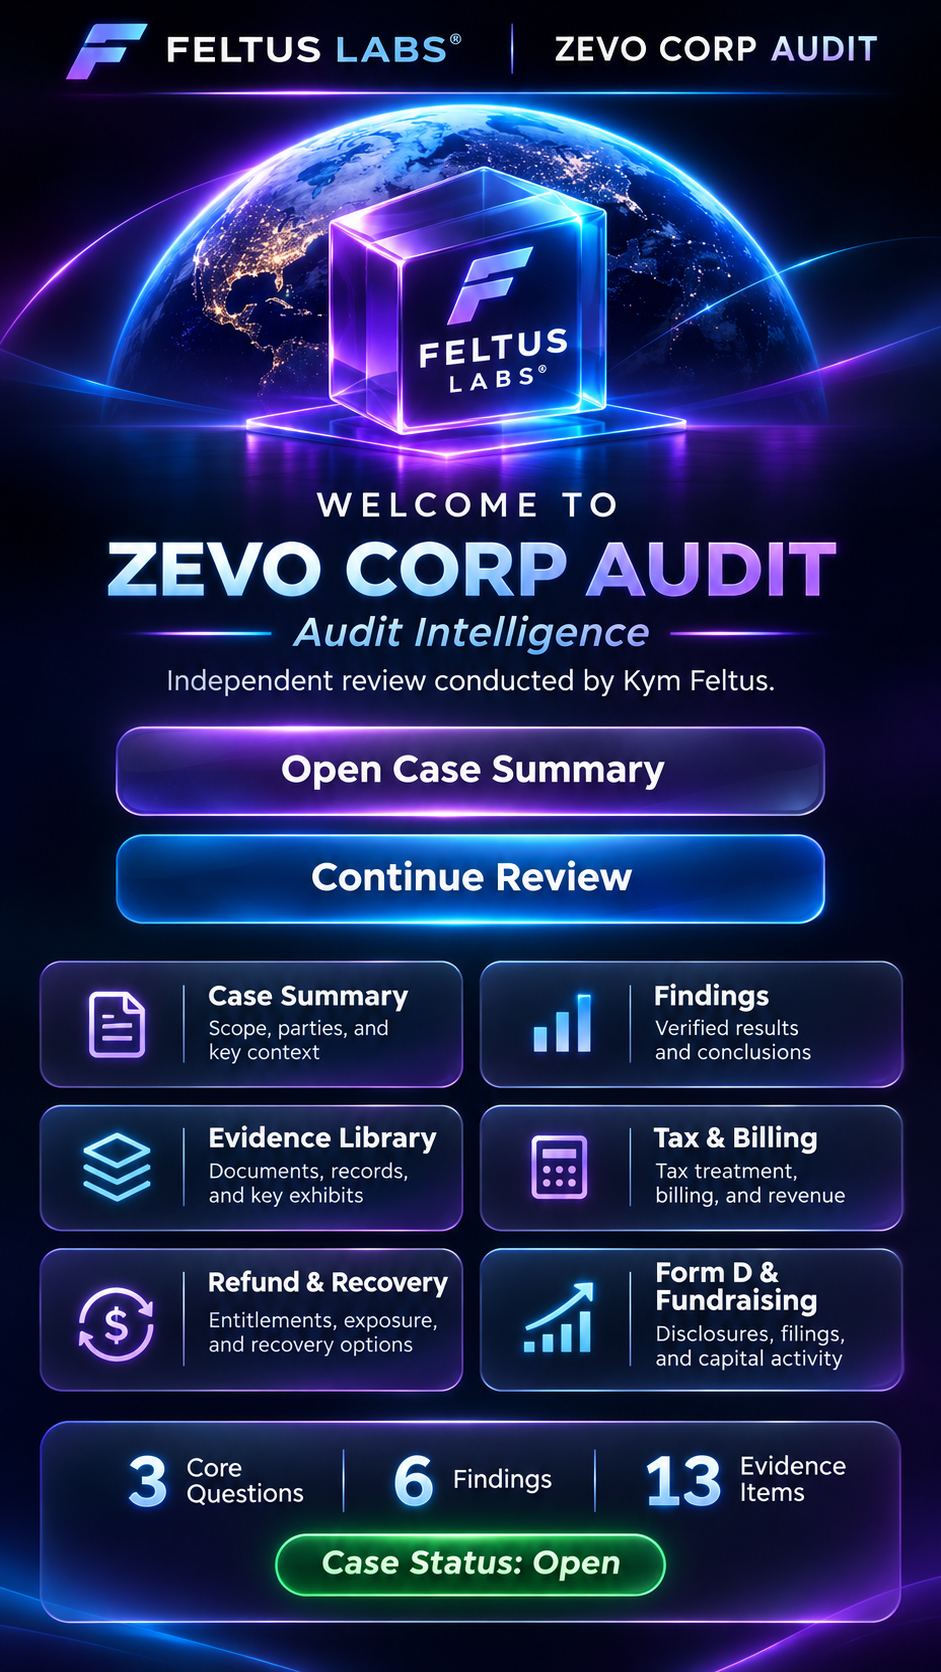 FELTUS LABS®
ZEVO CORP AUDIT
FELTUS
LABS®
WELCOME TO
ZEVO CORP AUDIT
Audit Intelligence
Independent review conducted by Kym Feltus.
Open Case Summary
Continue Review
Case Summary
Scope, parties, and
key context
Findings
Verified results
and conclusions
Evidence Library
Documents, records,
and key exhibits
Tax & Billing
Tax treatment,
billing, and revenue
Refund & Recovery
Entitlements, exposure,
and recovery options
Form D &
Fundraising
Disclosures, filings,
and capital activity
3 Core
Questions
6 Findings
13 Evidence
Items
Case Status: Open